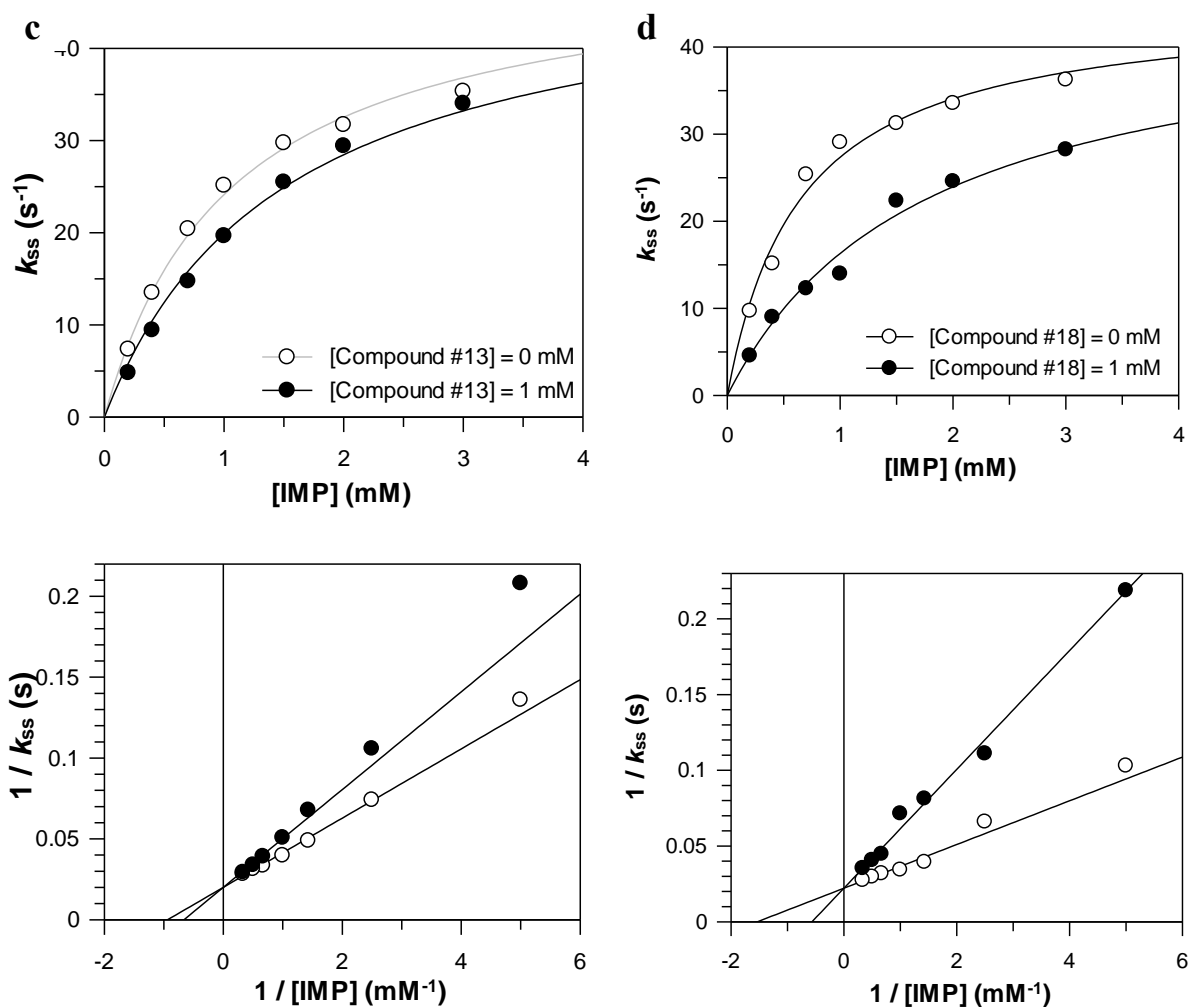 c
40
30
20
10
0
k_ss (s⁻¹)
[Compound #13] = 0 mM
[Compound #13] = 1 mM
0 1 2 3 4
[IMP] (mM)
d
40
30
20
10
0
k_ss (s⁻¹)
[Compound #18] = 0 mM
[Compound #18] = 1 mM
0 1 2 3 4
[IMP] (mM)
0.2
0.15
0.1
0.05
0
1 / k_ss (s)
-2 0 2 4 6
1 / [IMP] (mM⁻¹)
0.2
0.15
0.1
0.05
0
1 / k_ss (s)
-2 0 2 4 6
1 / [IMP] (mM⁻¹)